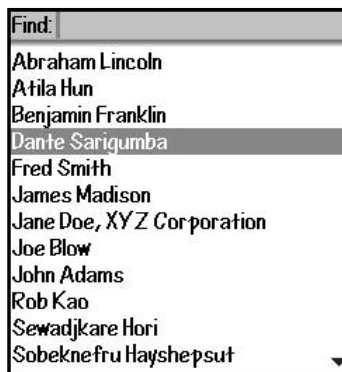 Find:
Abraham Lincoln
Atila Hun
Benjamin Franklin
Dante Sarigumba
Fred Smith
James Madison
Jane Doe, XYZ Corporation
Joe Blow
John Adams
Rob Kao
Sewadjkare Hori
Sobeknefru Hayshepsut